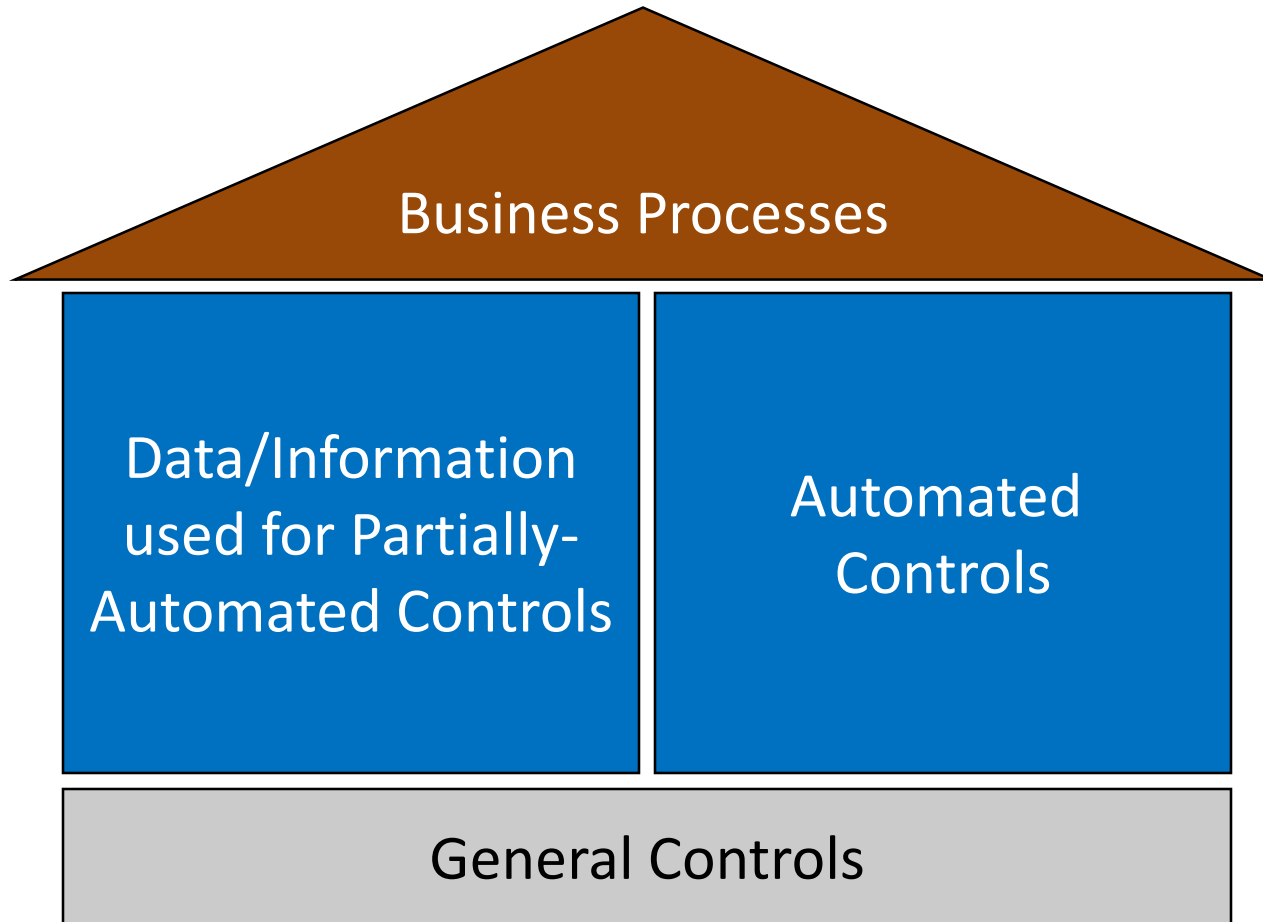 Business Processes
Data/Information
used for Partially-
Automated Controls
Automated
Controls
General Controls